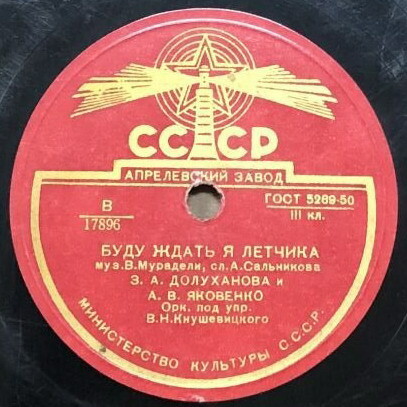 СССР
АПРЕЛЕВСКИЙ ЗАВОД
В
17896
ГОСТ 5289-50
III кл.
БУДУ ЖДАТЬ Я ЛЕТЧИКА
муз. В. Мурадели, сл. А. Сальникова
З. А. ДОЛУХАНОВА и
А. В. ЯКОВЕНКО
Орк. под упр.
В. Н. Кнушевицкого
МИНИСТЕРСТВО КУЛЬТУРЫ С.С.С.Р.